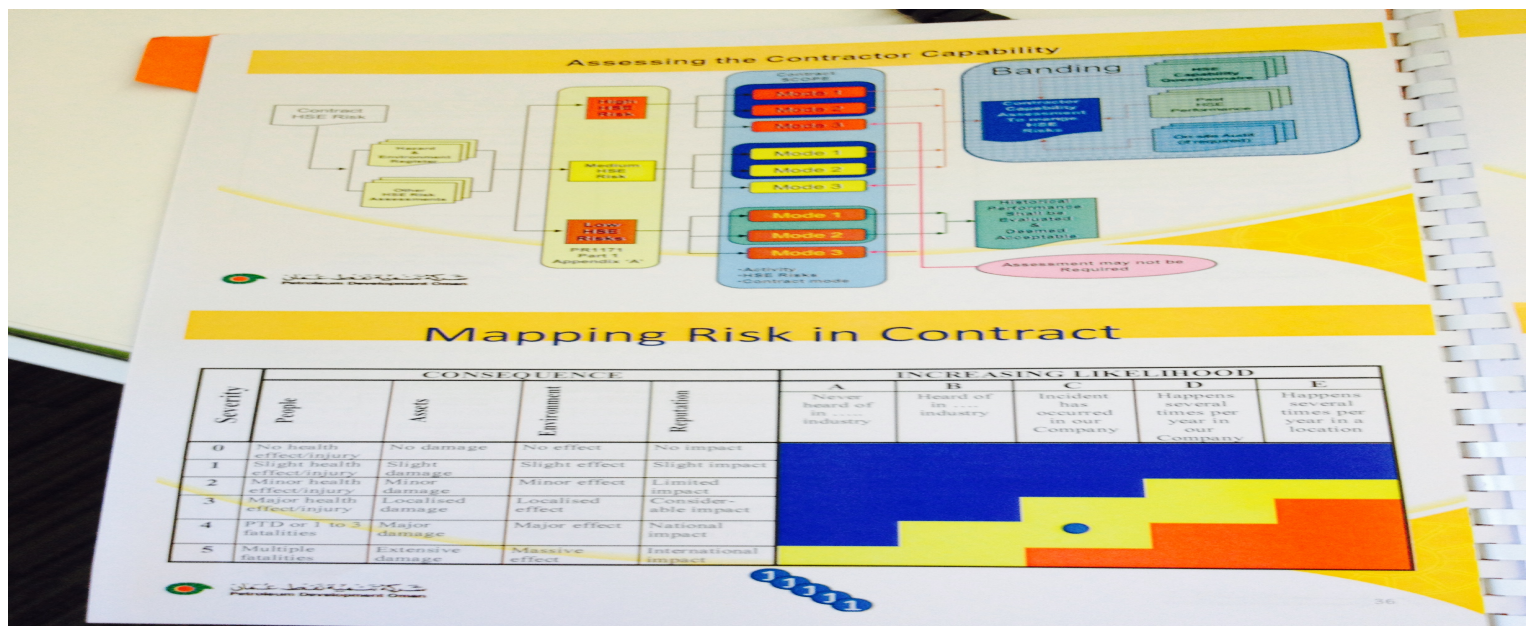 Assessing the Contractor Capability
Contract
HSE Risk
Hazard
&
Environment
Register
Other
HSE Risk
Assessments
High
HSE
Risk
Medium
HSE
Risk
Low
HSE
Risks
PR1171
Part 1
Appendix 'A'
Contract
SCOPE
Mode 1
Mode 2
Mode 3
Mode 1
Mode 2
Mode 3
Mode 1
Mode 2
Mode 3
•Activity
•HSE Risks
•Contract mode
Banding
Contractor
Capability
Assessment
To mange
HSE
Risks
HSE
Capability
Questionnaire
Past
HSE
Performance
On site Audit
(if required)
Historical
Performance
Shall be
Evaluated
&
Deemed
Acceptable
Assessment may not be
Required
شركة تنمية نفط عمان
Petroleum Development Oman
Mapping Risk in Contract
CONSEQUENCE INCREASING LIKELIHOOD
Severity People Assets Environment Reputation
A B C D E
Never
heard of
in .....
industry
Heard of
in ....
industry
Incident
has
occurred
in our
Company
Happens
several
times per
year in
our
Company
Happens
several
times per
year in a
location
0 No health
effect/injury
No damage No effect No impact
1 Slight health
effect/injury
Slight
damage
Slight effect Slight impact
2 Minor health
effect/injury
Minor
damage
Minor effect Limited
impact
3 Major health
effect/injury
Localised
damage
Localised
effect
Consider-
able impact
4 PTD or 1 to 3
fatalities
Major
damage
Major effect National
impact
5 Multiple
fatalities
Extensive
damage
Massive
effect
International
impact
شركة تنمية نفط عمان
Petroleum Development Oman
36